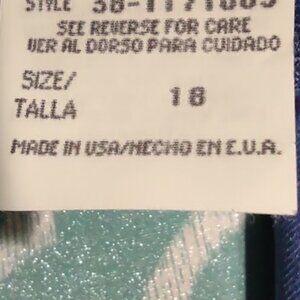 STYLE
SEE REVERSE FOR CARE
VER AL DORSO PARA CUIDADO
SIZE/
TALLA 18
MADE IN USA/HECHO EN E.U.A.